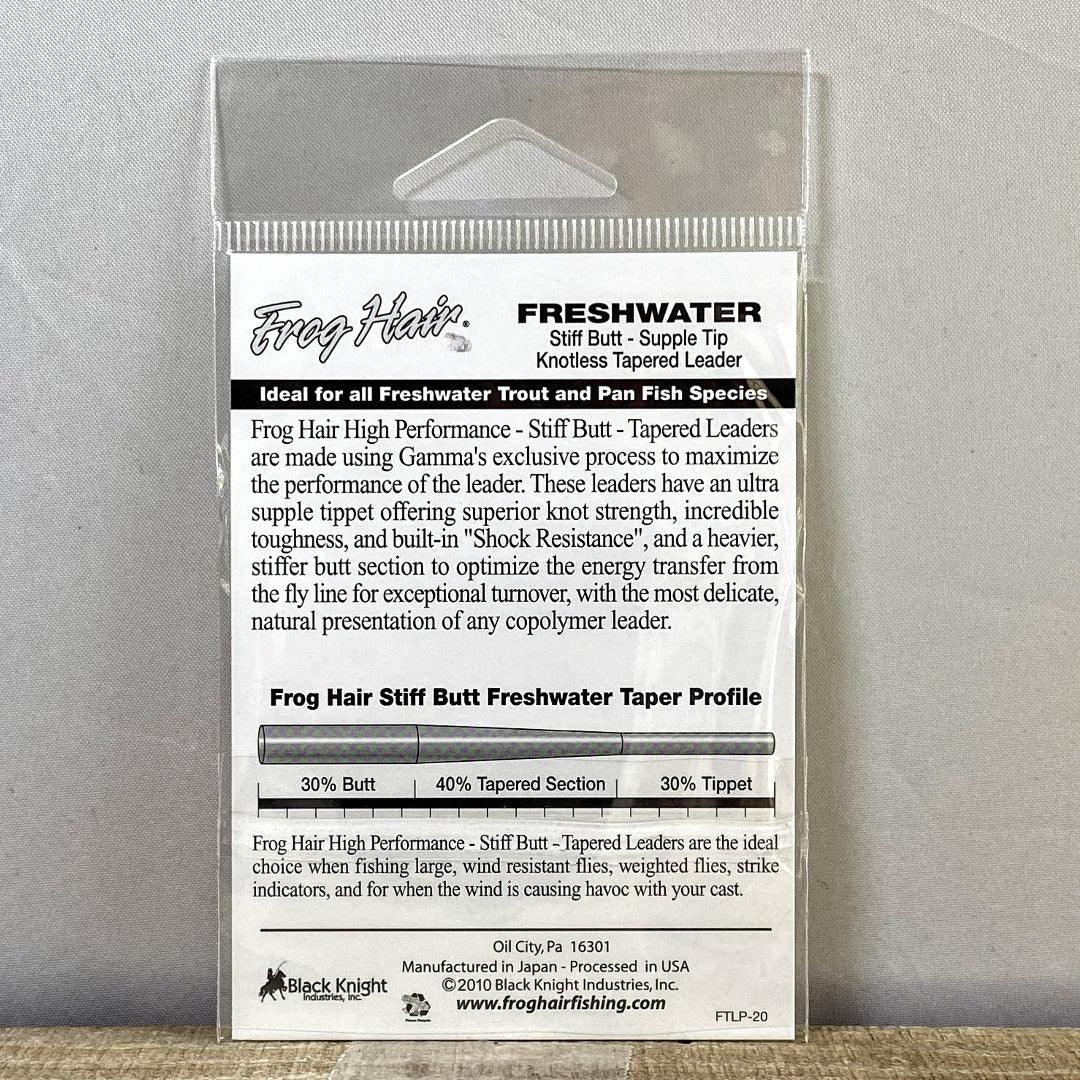 Frog Hair®
FRESHWATER
Stiff Butt - Supple Tip
Knotless Tapered Leader
Ideal for all Freshwater Trout and Pan Fish Species
Frog Hair High Performance - Stiff Butt - Tapered Leaders
are made using Gamma's exclusive process to maximize
the performance of the leader. These leaders have an ultra
supple tippet offering superior knot strength, incredible
toughness, and built-in "Shock Resistance", and a heavier,
stiffer butt section to optimize the energy transfer from
the fly line for exceptional turnover, with the most delicate,
natural presentation of any copolymer leader.
Frog Hair Stiff Butt Freshwater Taper Profile
30% Butt 40% Tapered Section 30% Tippet
Frog Hair High Performance - Stiff Butt - Tapered Leaders are the ideal
choice when fishing large, wind resistant flies, weighted flies, strike
indicators, and for when the wind is causing havoc with your cast.
Oil City, Pa 16301
Manufactured in Japan - Processed in USA
©2010 Black Knight Industries, Inc.
www.froghairfishing.com
Black Knight
Industries, Inc.
Please Recycle
FTLP-20